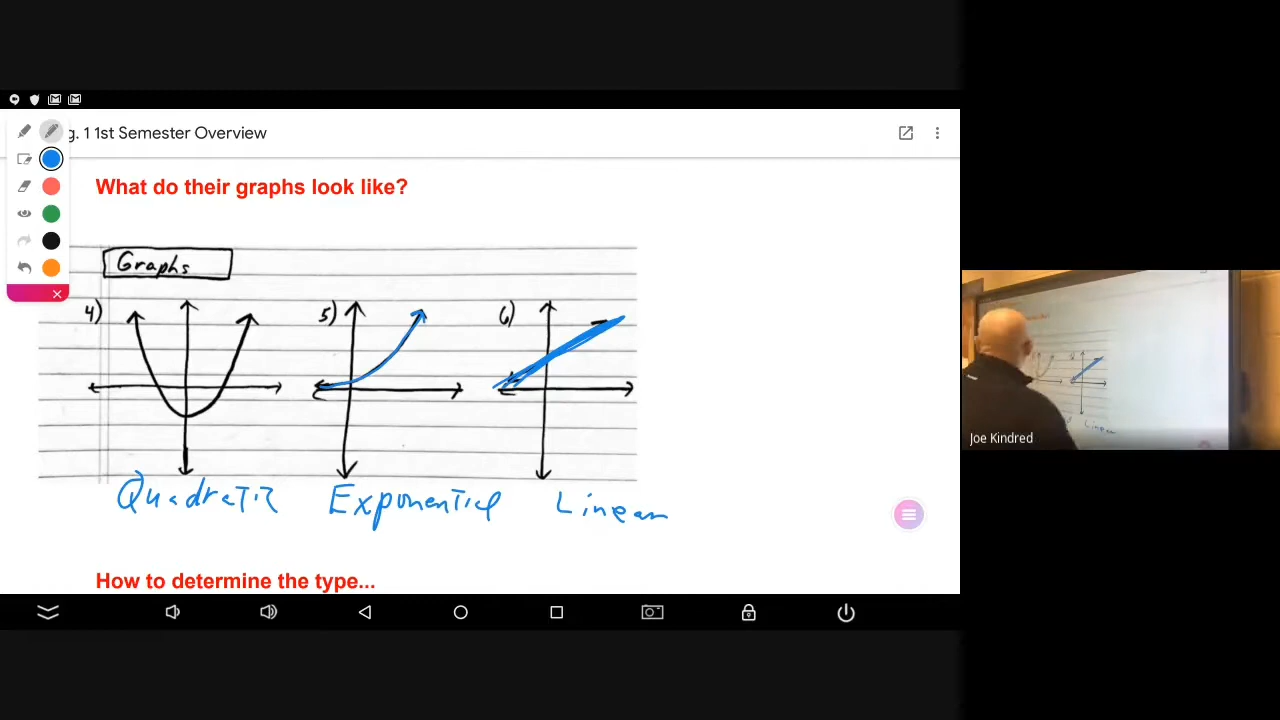 g. 1 1st Semester Overview
What do their graphs look like?
Graphs
4) 5) 6)
Quadratic Exponential Linear
How to determine the type...
Joe Kindred